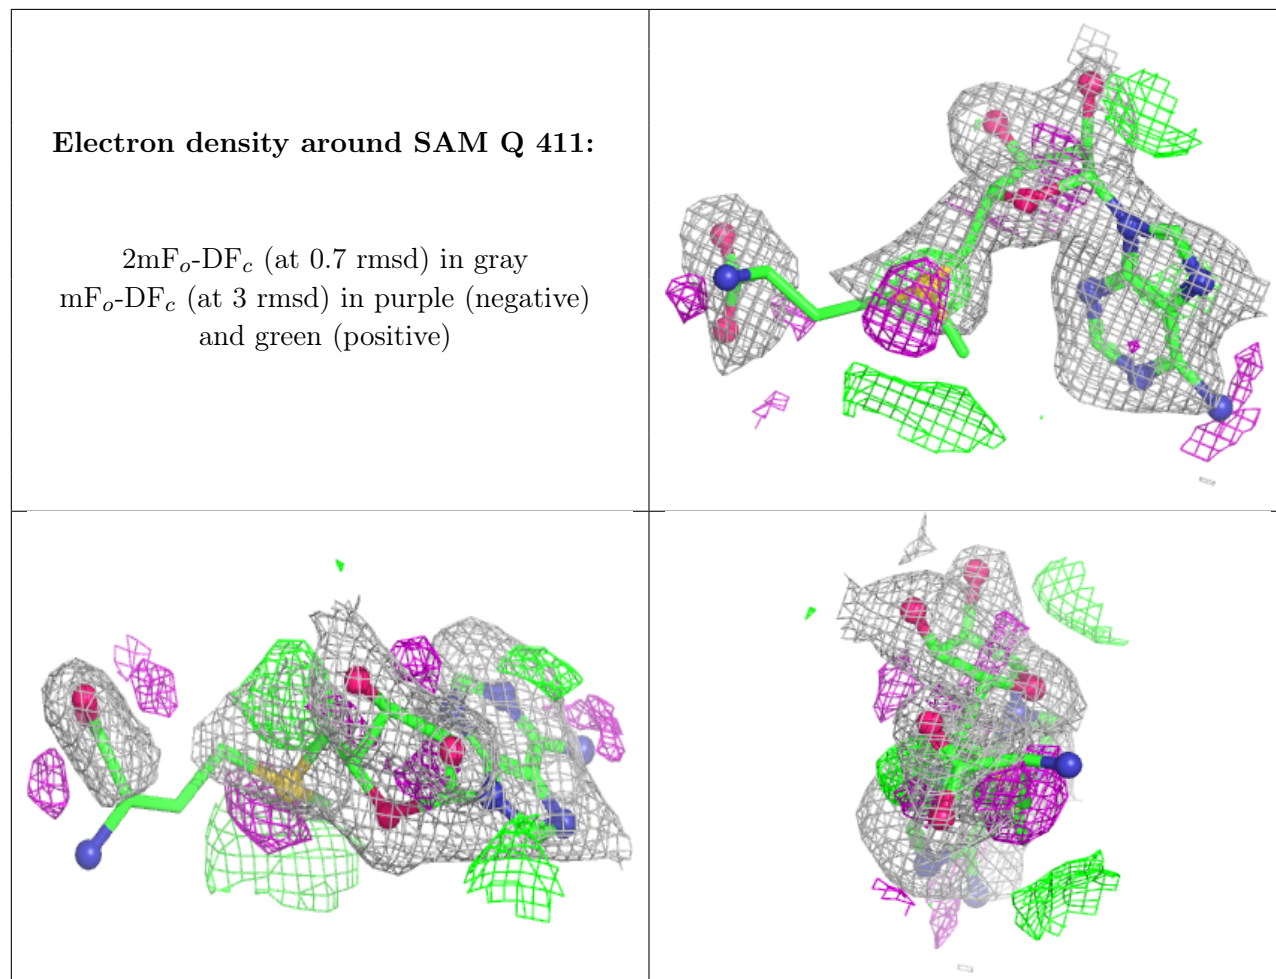 Electron density around SAM Q 411:
2mFo-DFc (at 0.7 rmsd) in gray
mFo-DFc (at 3 rmsd) in purple (negative)
and green (positive)